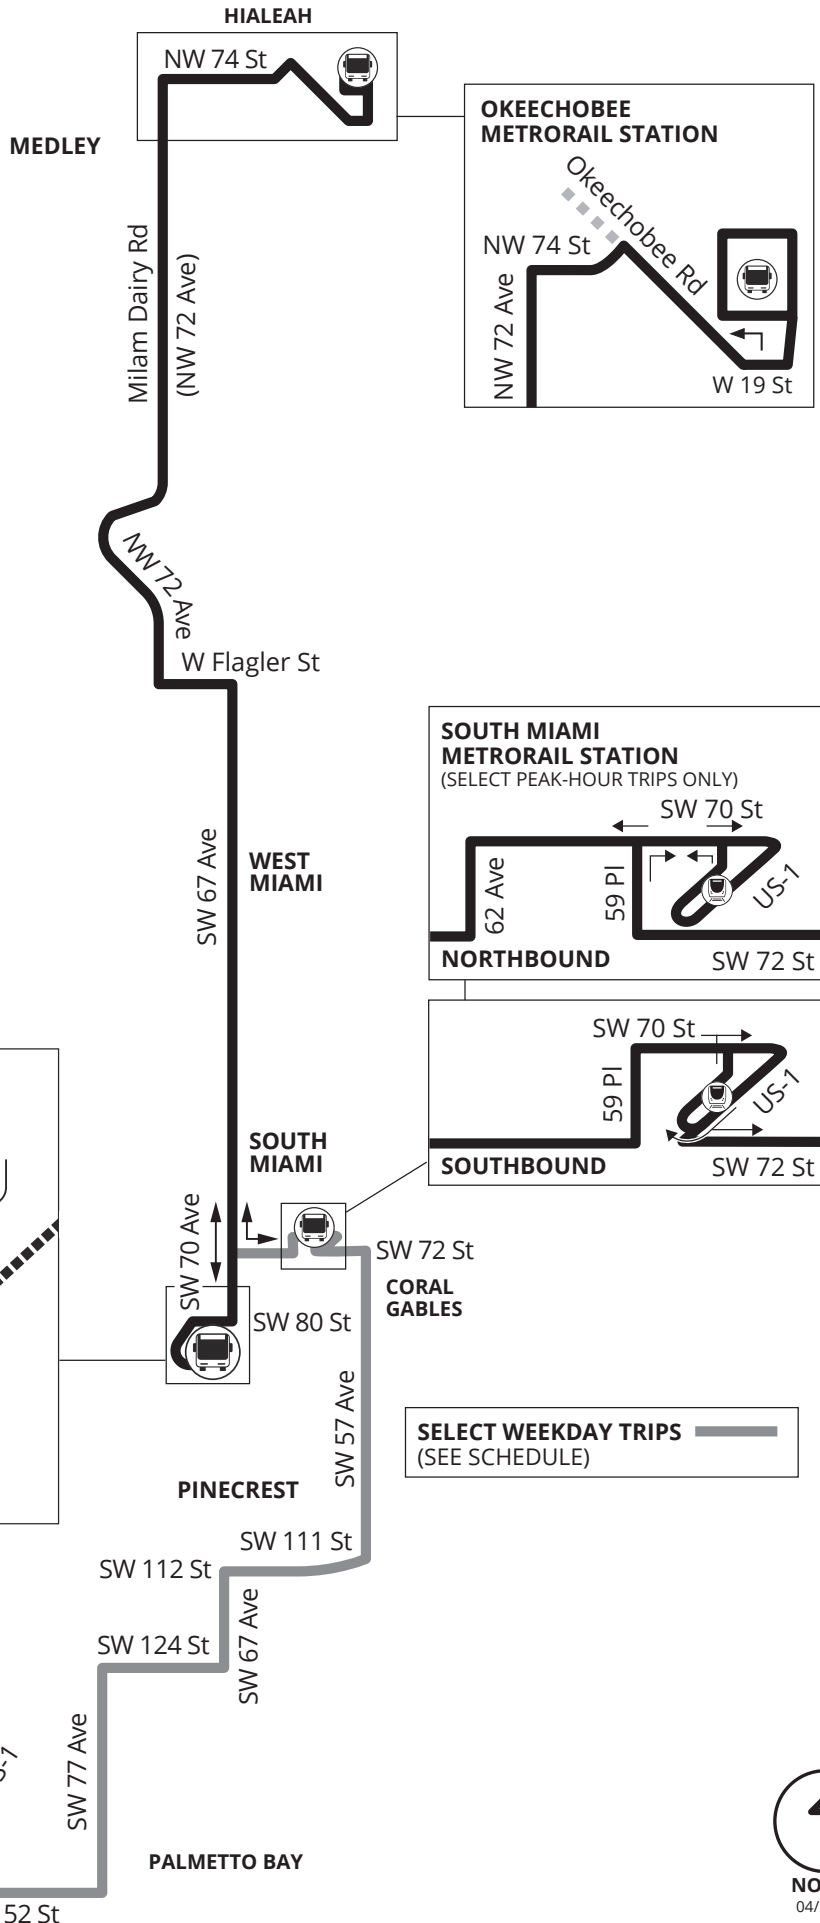 HIALEAH
NW 74 St
MEDLEY
OKEECHOBEE
METRORAIL STATION
Okeechobee Rd
NW 74 St
NW 72 Ave
W 19 St
Milam Dairy Rd
(NW 72 Ave)
NW 72 Ave
W Flagler St
SOUTH MIAMI
METRORAIL STATION
(SELECT PEAK-HOUR TRIPS ONLY)
SW 70 St
62 Ave
59 Pl
US-1
NORTHBOUND
SW 72 St
SW 67 Ave
WEST
MIAMI
SW 70 St
59 Pl
US-1
SOUTHBOUND
SW 72 St
SOUTH
MIAMI
SW 70 Ave
SW 72 St
CORAL
GABLES
SW 80 St
SW 57 Ave
SELECT WEEKDAY TRIPS
(SEE SCHEDULE)
PINECREST
SW 111 St
SW 112 St
SW 67 Ave
SW 124 St
SW 77 Ave
PALMETTO BAY
52 St
NO
04/